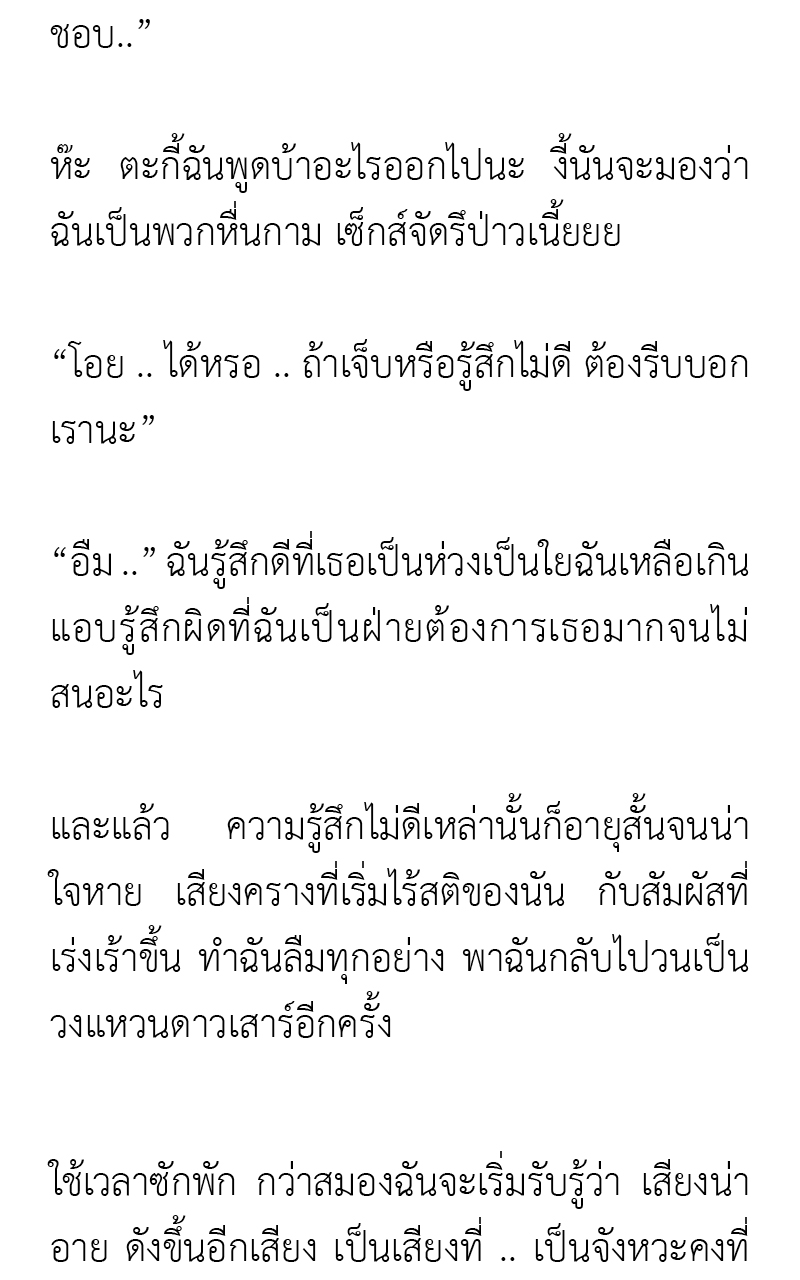 ชอบ..”
ห๊ะ ตะกี้ฉันพูดบ้าอะไรออกไปนะ งี้นันจะมองว่า
ฉันเป็นพวกหื่นกาม เซ็กส์จัดรึป่าวเนี้ยยย
“โอย .. ได้หรอ .. ถ้าเจ็บหรือรู้สึกไม่ดี ต้องรีบบอก
เรานะ”
“อืม ..” ฉันรู้สึกดีที่เธอเป็นห่วงเป็นใยฉันเหลือเกิน
แอบรู้สึกผิดที่ฉันเป็นฝ่ายต้องการเธอมากจนไม่
สนอะไร
และแล้ว ความรู้สึกไม่ดีเหล่านั้นก็อายุสั้นจนน่า
ใจหาย เสียงครางที่เริ่มไร้สติของนัน กับสัมผัสที่
เร่งเร้าขึ้น ทำฉันลืมทุกอย่าง พาฉันกลับไปวนเป็น
วงแหวนดาวเสาร์อีกครั้ง
ใช้เวลาซักพัก กว่าสมองฉันจะเริ่มรับรู้ว่า เสียงน่า
อาย ดังขึ้นอีกเสียง เป็นเสียงที่ .. เป็นจังหวะคงที่